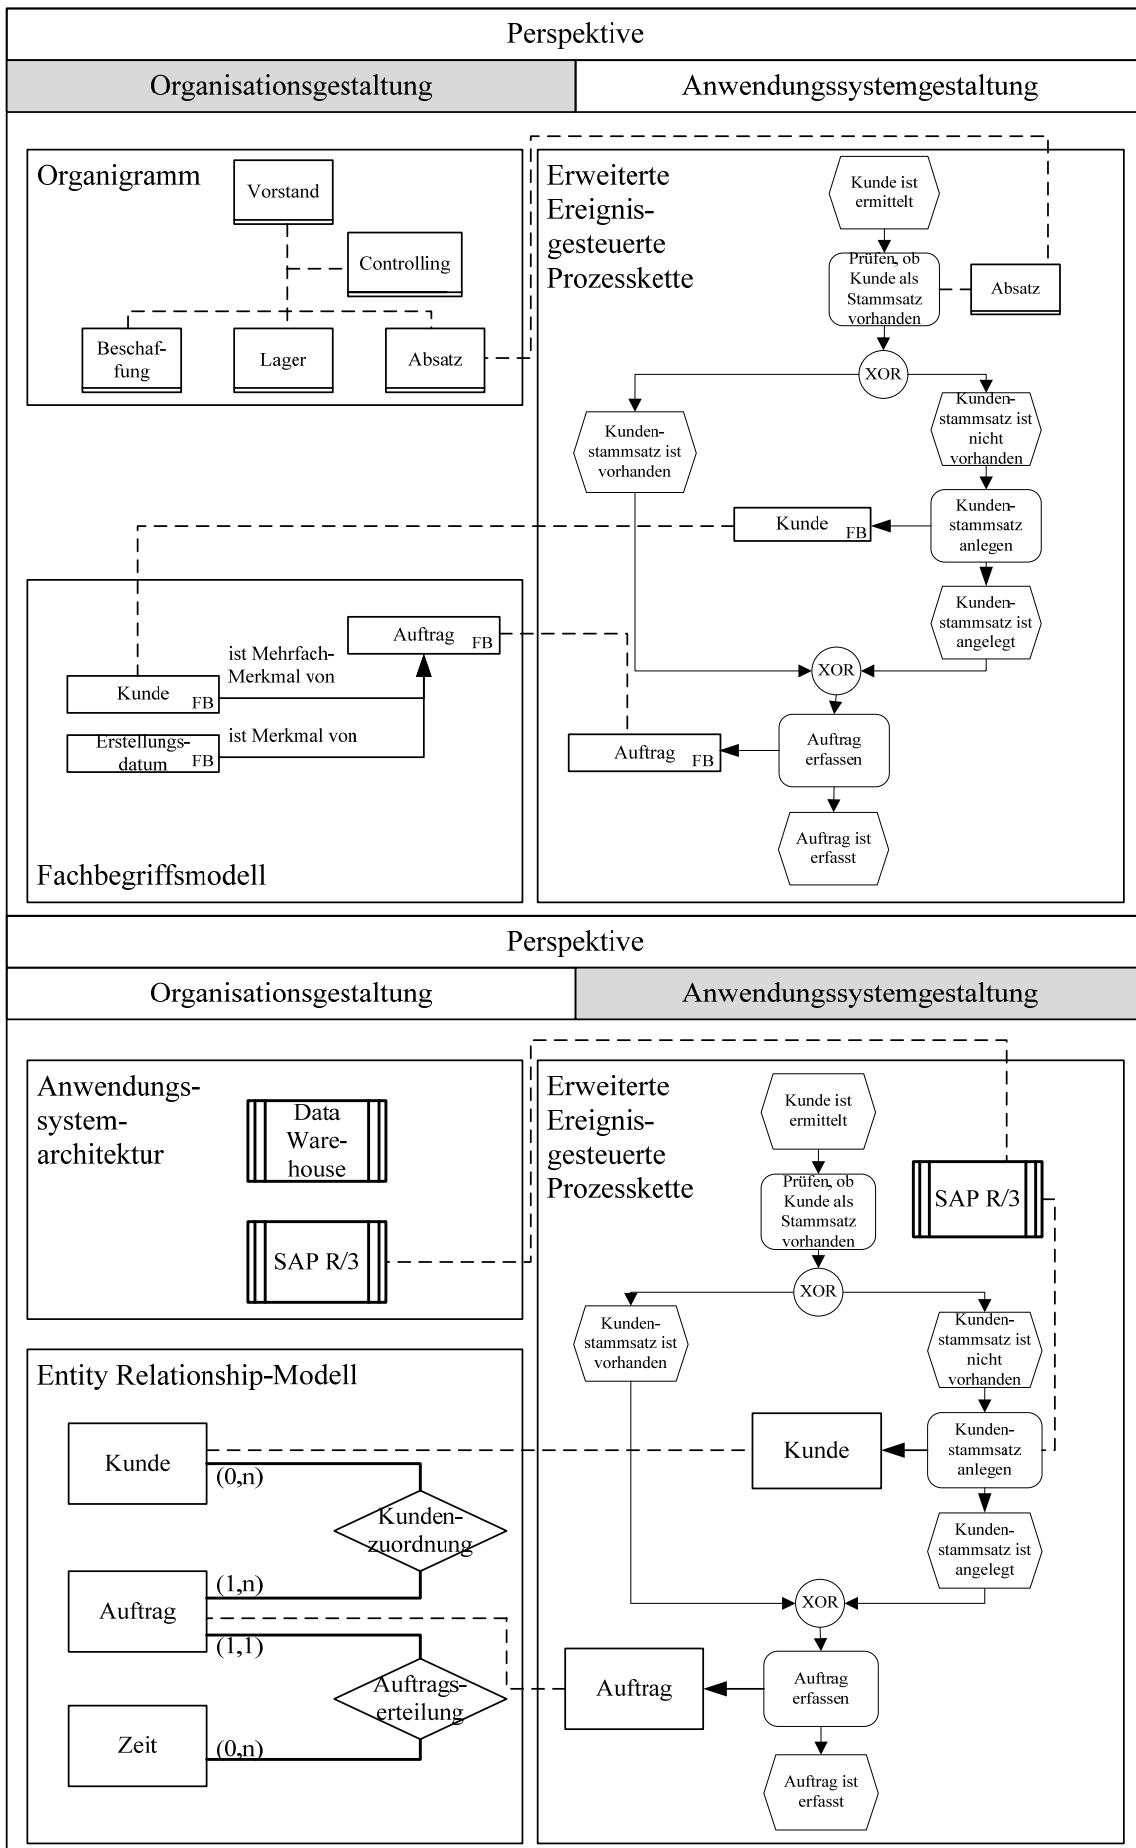 Perspektive
Organisationsgestaltung
Anwendungssystemgestaltung
Organigramm
Vorstand
Controlling
Beschaf-
fung
Lager
Absatz
Erweiterte
Ereignis-
gesteuerte
Prozesskette
Kunde ist
ermittelt
Prüfen, ob
Kunde als
Stammsatz
vorhanden
Absatz
XOR
Kunden-
stammsatz ist
vorhanden
Kunden-
stammsatz ist
nicht
vorhanden
Kunde FB
Kunden-
stammsatz
anlegen
Kunden-
stammsatz ist
angelegt
XOR
Auftrag FB
Auftrag
erfassen
Auftrag ist
erfasst
Auftrag FB
ist Mehrfach-
Merkmal von
Kunde FB
ist Merkmal von
Erstellungs-
datum FB
Fachbegriffsmodell
Perspektive
Organisationsgestaltung
Anwendungssystemgestaltung
Anwendungs-
system-
architektur
Data
Ware-
house
SAP R/3
Erweiterte
Ereignis-
gesteuerte
Prozesskette
Kunde ist
ermittelt
Prüfen, ob
Kunde als
Stammsatz
vorhanden
SAP R/3
XOR
Kunden-
stammsatz ist
vorhanden
Kunden-
stammsatz ist
nicht
vorhanden
Kunde
Kunden-
stammsatz
anlegen
Kunden-
stammsatz ist
angelegt
XOR
Auftrag
Auftrag
erfassen
Auftrag ist
erfasst
Entity Relationship-Modell
Kunde
(0,n)
Kunden-
zuordnung
(1,n)
Auftrag
(1,1)
Auftrags-
erteilung
Zeit
(0,n)